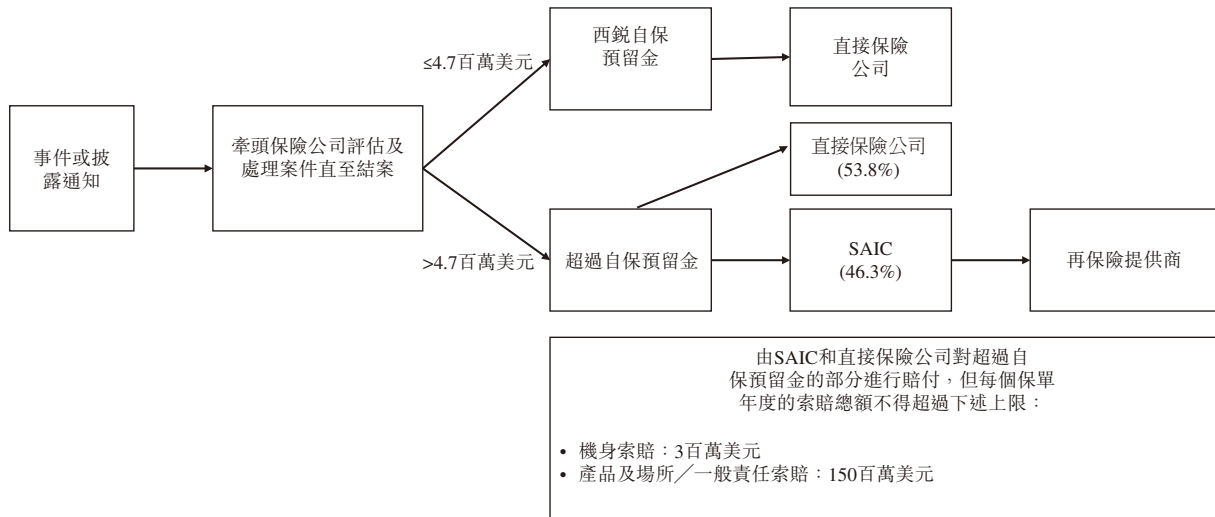 事件或披
露通知
牽頭保險公司評估及
處理案件直至結案
≤4.7百萬美元
西鋭自保
預留金
直接保險
公司
>4.7百萬美元
超過自保預留金
直接保險公司
(53.8%)
SAIC
(46.3%)
再保險提供商
由SAIC和直接保險公司對超過自
保預留金的部分進行賠付，但每個保單
年度的索賠總額不得超過下述上限：
• 機身索賠：3百萬美元
• 產品及場所／一般責任索賠：150百萬美元